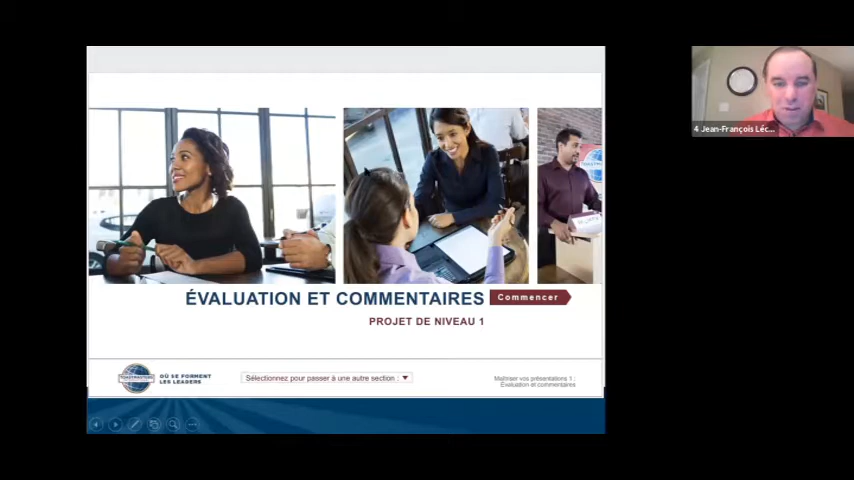 4 Jean-François Léc...
ÉVALUATION ET COMMENTAIRES
Commencer
PROJET DE NIVEAU 1
TOASTMASTERS
OÙ SE FORMENT
LES LEADERS
Sélectionnez pour passer à une autre section :
Maîtriser vos présentations 1 :
Évaluation et commentaires